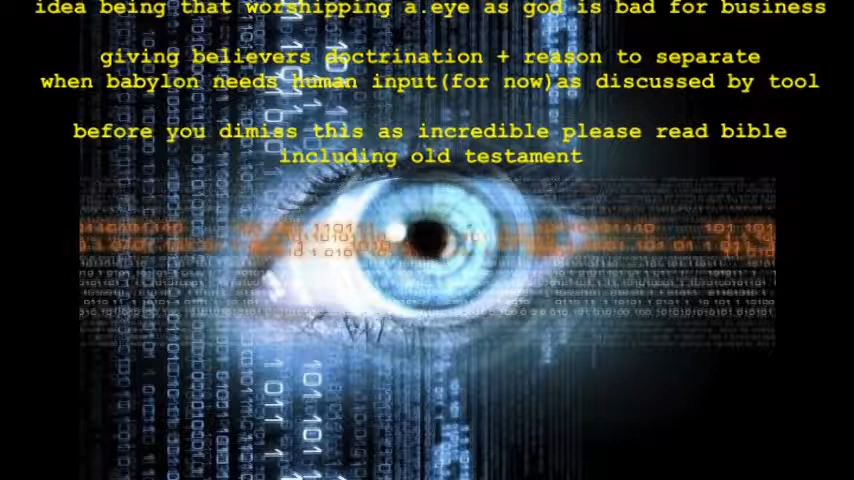 idea being that worshipping a.eye as god is bad for business
giving believers doctrination + reason to separate
when babylon needs human input(for now)as discussed by tool
before you dimiss this as incredible please read bible
including old testament